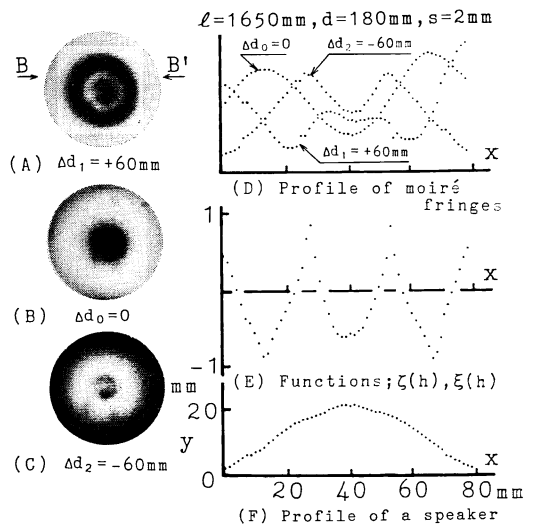 ℓ=1650mm,d=180mm,s=2mm
Δd₀=0
Δd₂=-60mm
B
B'
Δd₁=+60mm
X
(A) Δd₁=+60mm
(D) Profile of moiré
fringes
1
X
(B) Δd₀=0
-1
(E) Functions;ζ(h),ξ(h)
mm
20
y
X
(C) Δd₂=-60mm
0
20
40
60
80mm
(F) Profile of a speaker